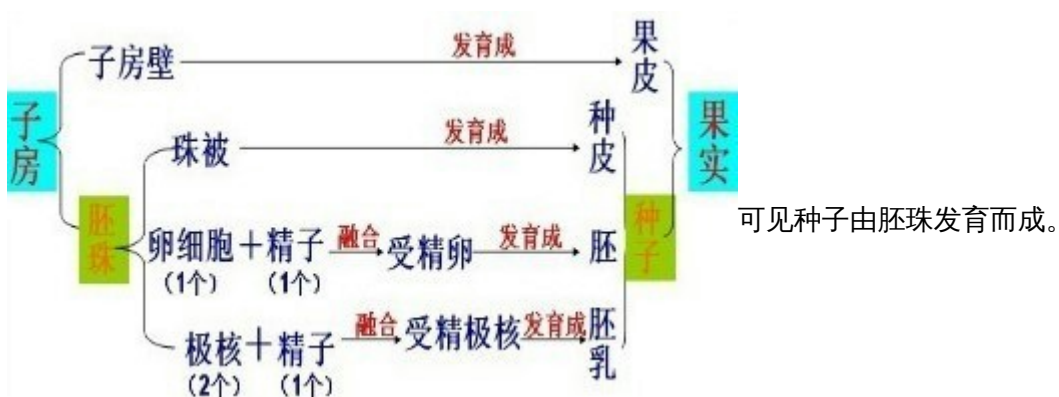 子房
子房壁
发育成
果皮
胚珠
珠被
发育成
种皮
卵细胞＋精子
（1个）（1个）
融合
受精卵
发育成
胚
极核＋精子
（2个）（1个）
融合
受精极核
发育成
胚乳
种子
果实
可见种子由胚珠发育而成。